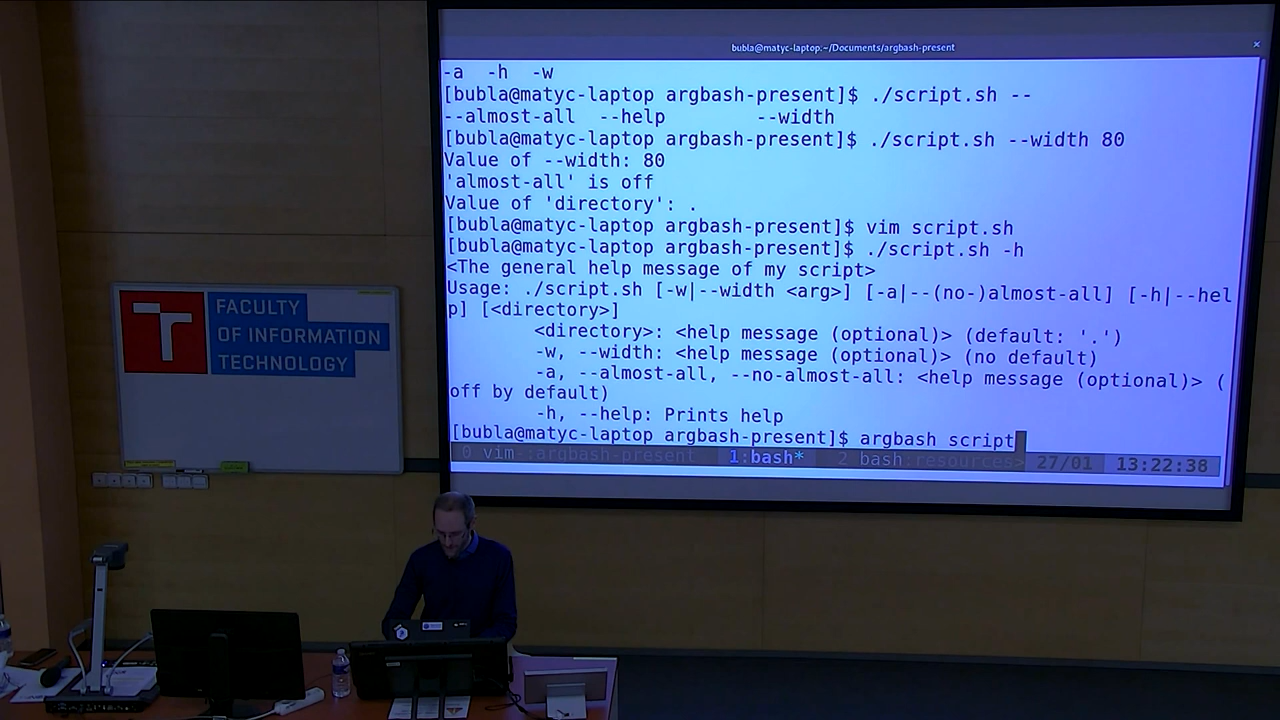 bubla@matyc-laptop:~/Documents/argbash-present
×
-a  -h  -w
[bubla@matyc-laptop argbash-present]$ ./script.sh --
--almost-all  --help        --width
[bubla@matyc-laptop argbash-present]$ ./script.sh --width 80
Value of --width: 80
'almost-all' is off
Value of 'directory': .
[bubla@matyc-laptop argbash-present]$ vim script.sh
[bubla@matyc-laptop argbash-present]$ ./script.sh -h
<The general help message of my script>
Usage: ./script.sh [-w|--width <arg>] [-a|--(no-)almost-all] [-h|--hel
p] [<directory>]
<directory>: <help message (optional)> (default: '.')
-w, --width: <help message (optional)> (no default)
-a, --almost-all, --no-almost-all: <help message (optional)> (
off by default)
-h, --help: Prints help
[bubla@matyc-laptop argbash-present]$ argbash script
0 vim-:argbash-present  1:bash*  2 bash:resources> 27/01 13:22:38
FACULTY
OF INFORMATION
TECHNOLOGY